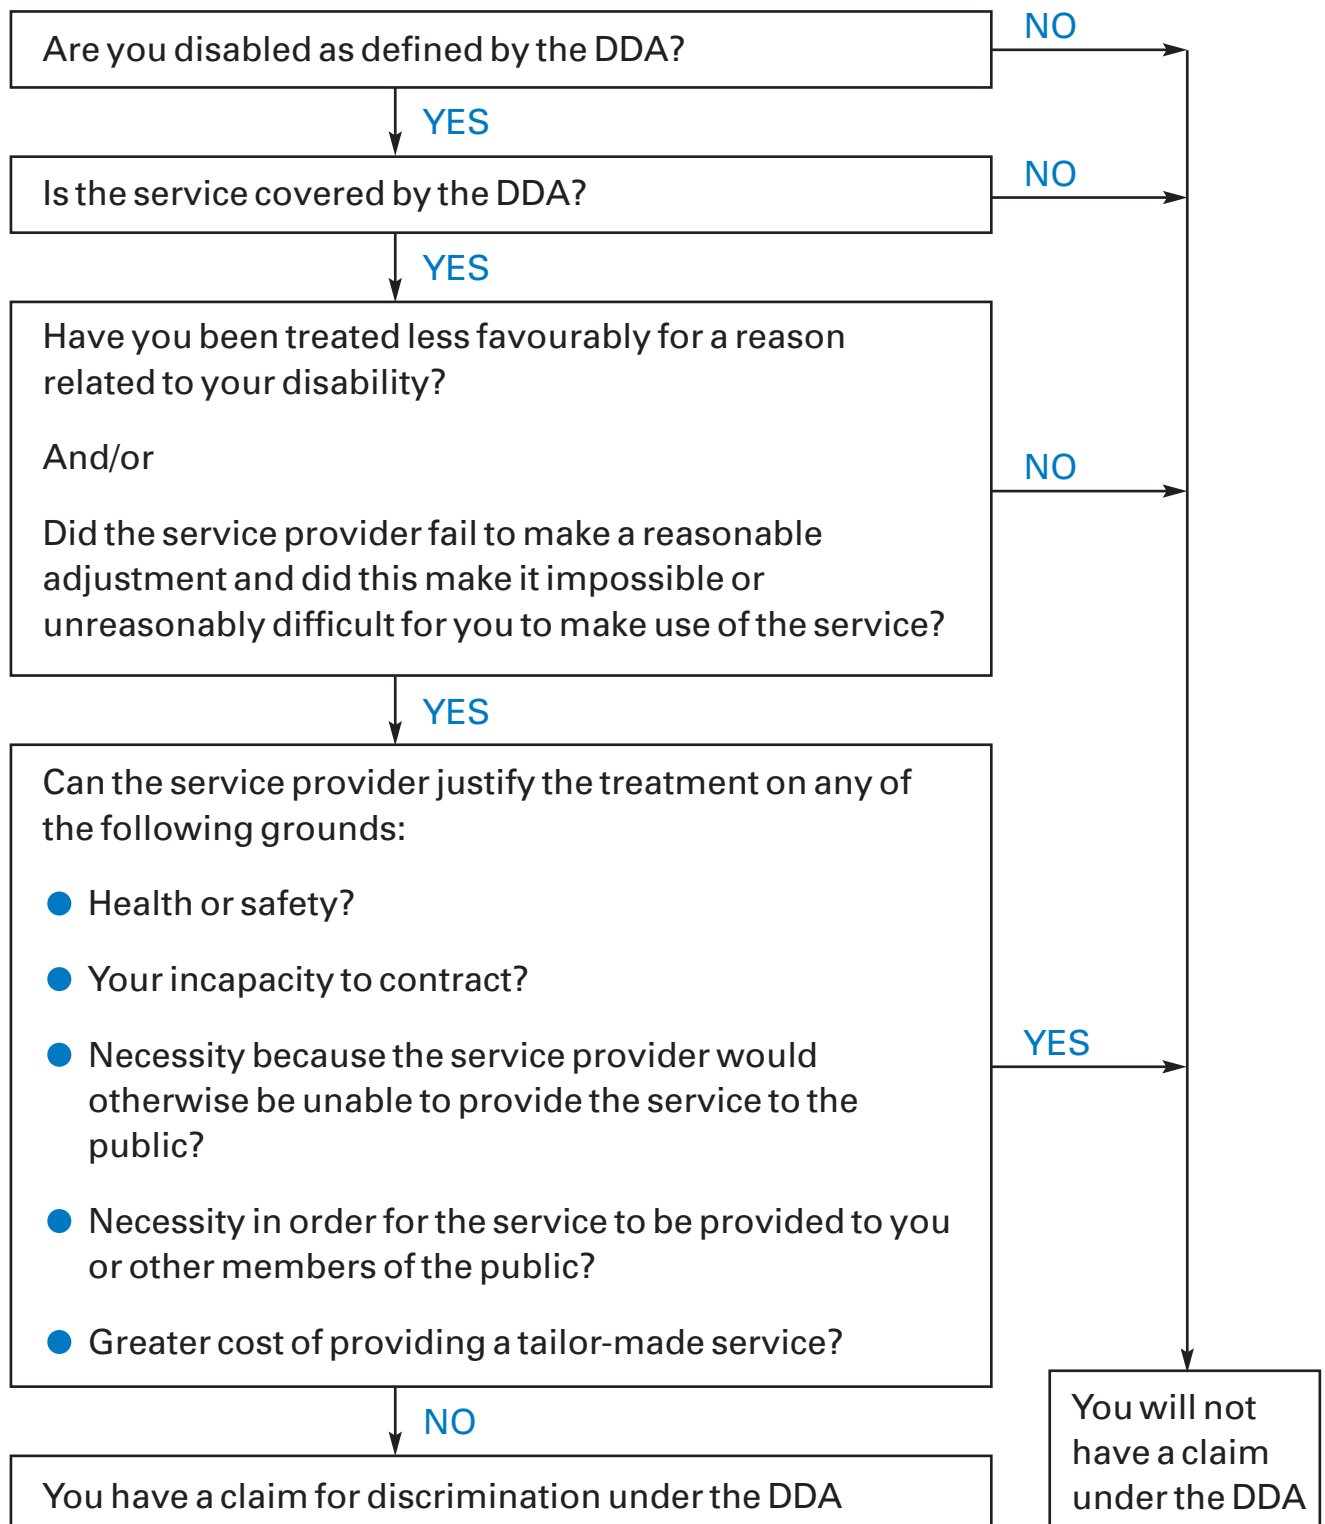 Are you disabled as defined by the DDA?
NO
YES
Is the service covered by the DDA?
NO
YES
Have you been treated less favourably for a reason
related to your disability?
And/or
Did the service provider fail to make a reasonable
adjustment and did this make it impossible or
unreasonably difficult for you to make use of the service?
NO
YES
Can the service provider justify the treatment on any of
the following grounds:
● Health or safety?
● Your incapacity to contract?
● Necessity because the service provider would
otherwise be unable to provide the service to the
public?
● Necessity in order for the service to be provided to you
or other members of the public?
● Greater cost of providing a tailor-made service?
YES
NO
You have a claim for discrimination under the DDA
You will not
have a claim
under the DDA